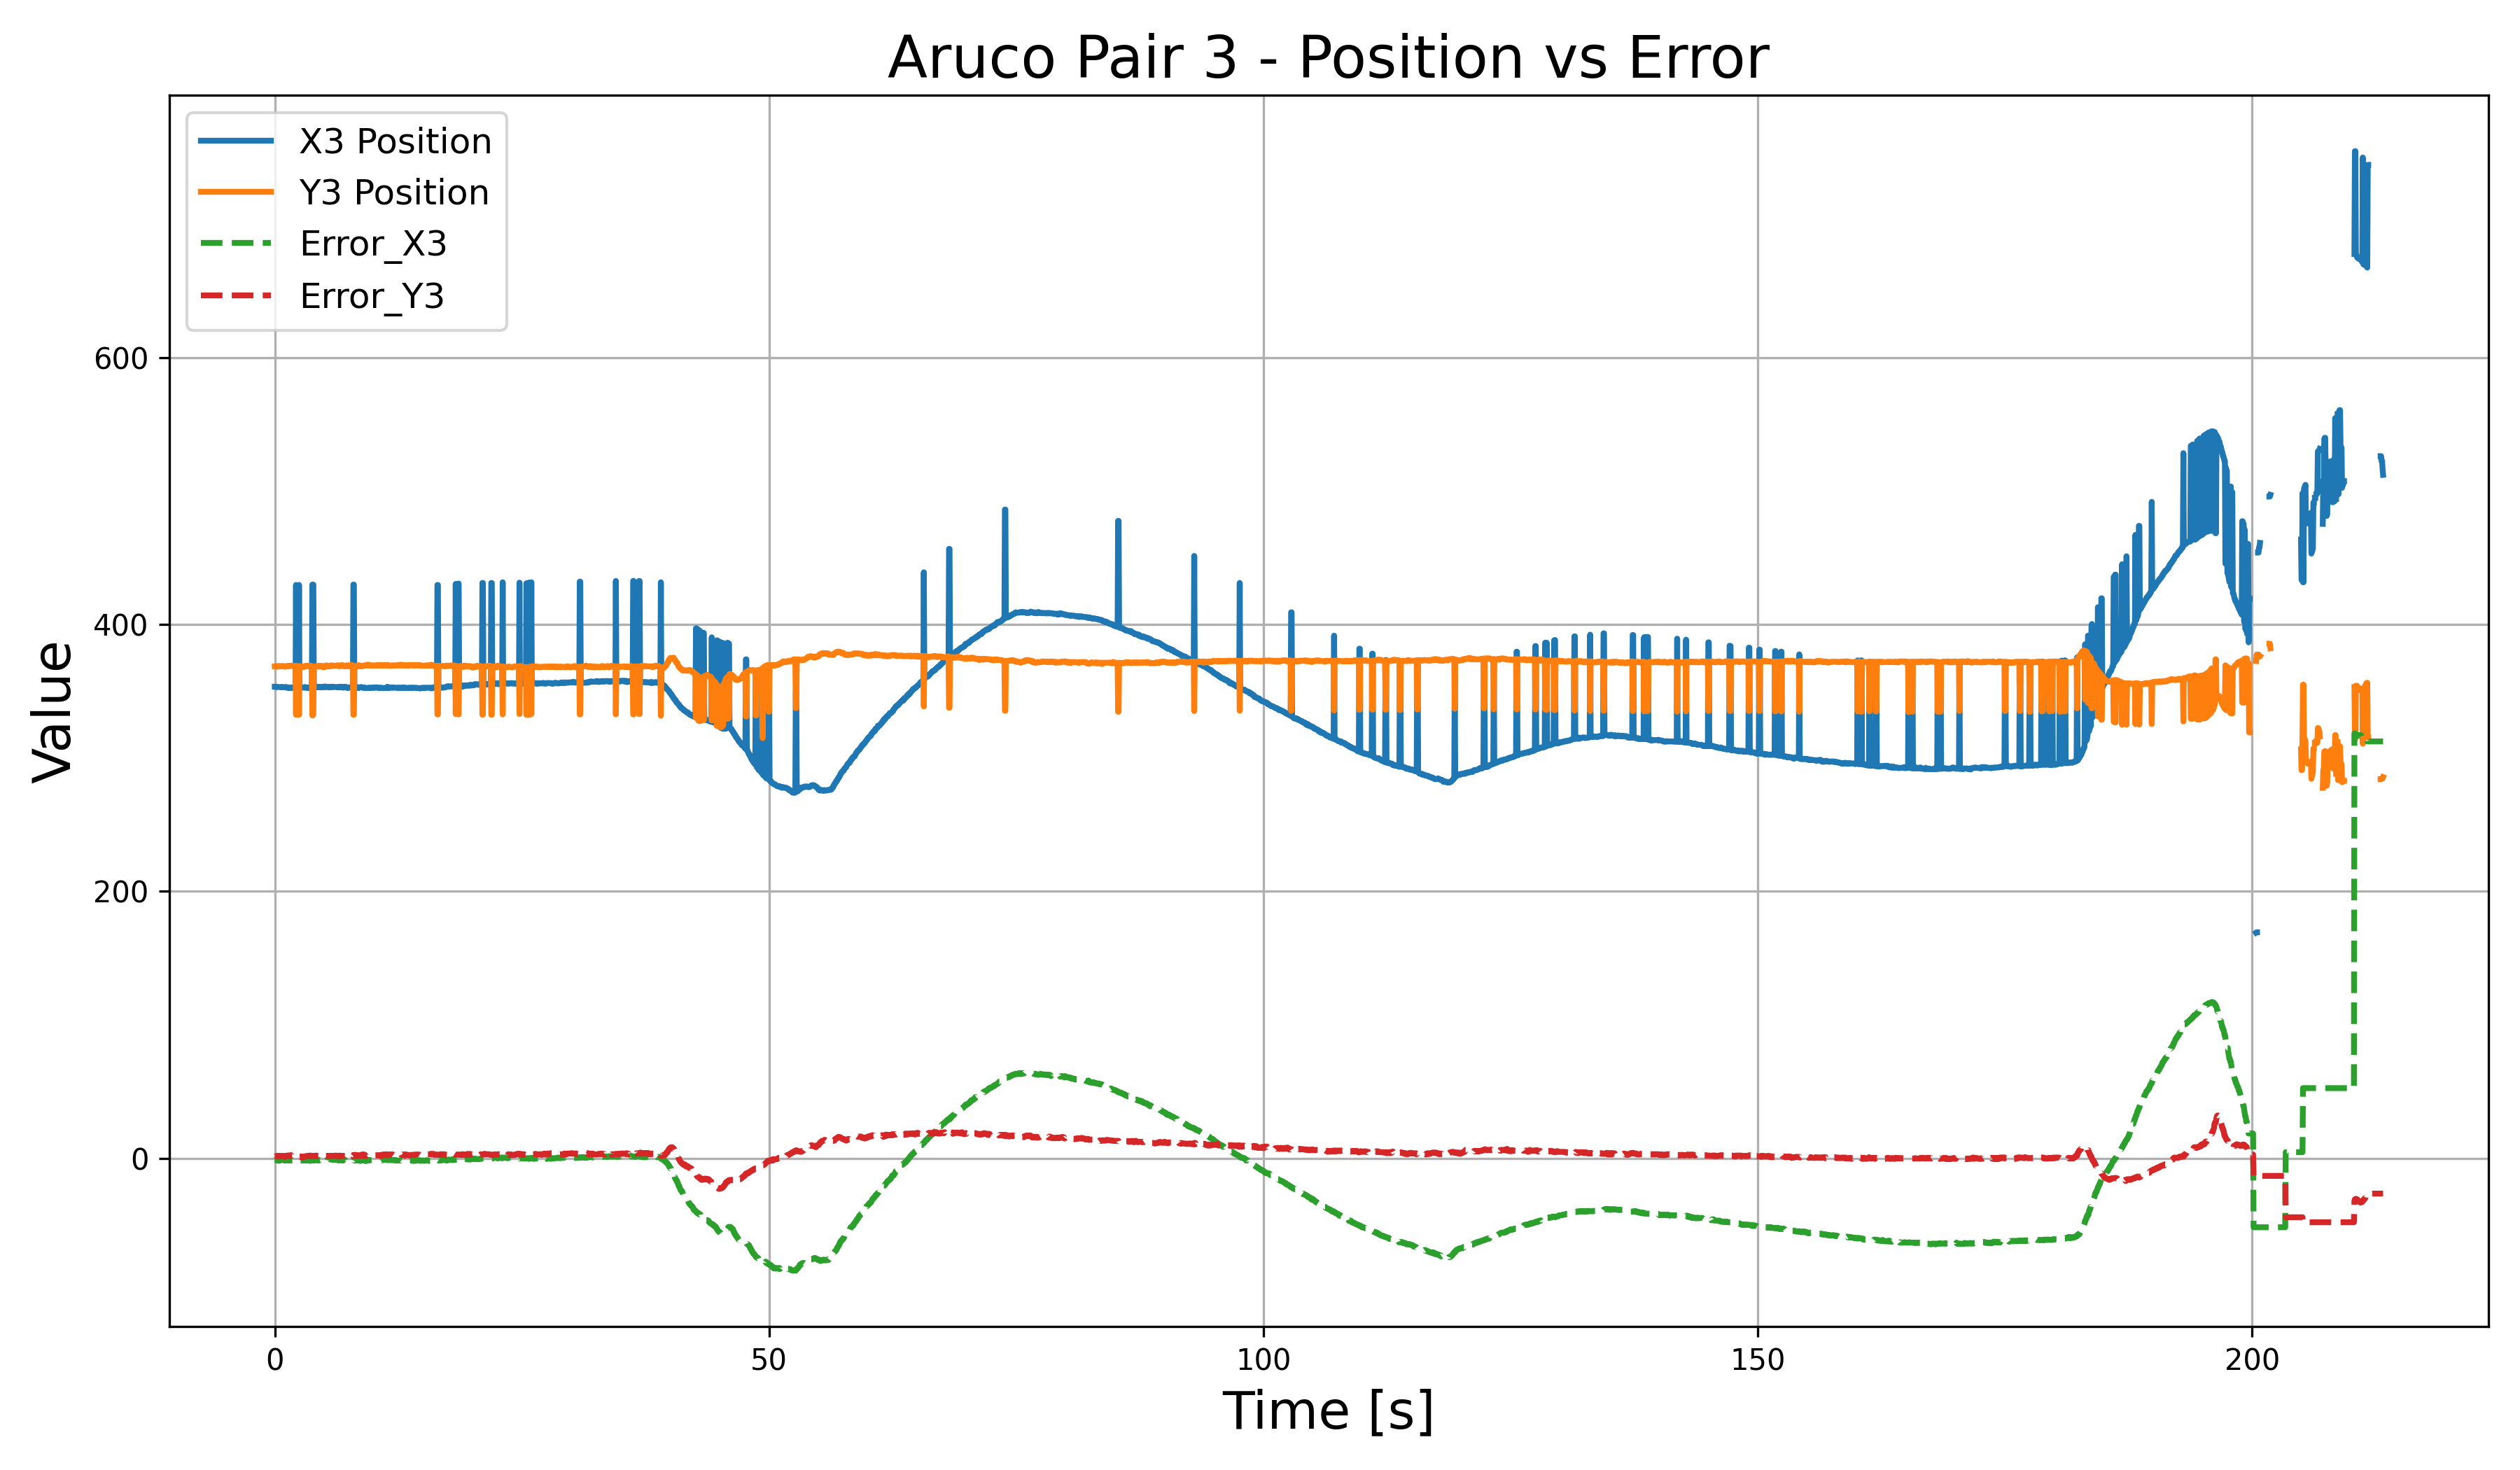 Aruco Pair 3 - Position vs Error
X3 Position
Y3 Position
Error_X3
Error_Y3
Value
600
400
200
0
0
50
100
150
200
Time [s]